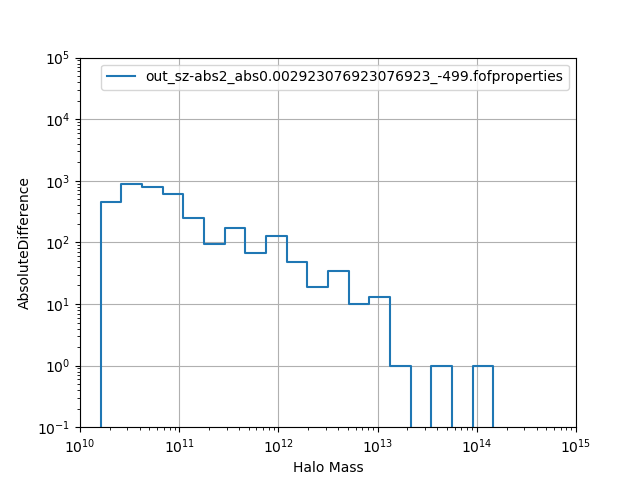 out_sz-abs2_abs0.002923076923076923_-499.fofproperties
10^5
10^4
10^3
10^2
10^1
10^0
10^-1
AbsoluteDifference
10^10 10^11 10^12 10^13 10^14 10^15
Halo Mass